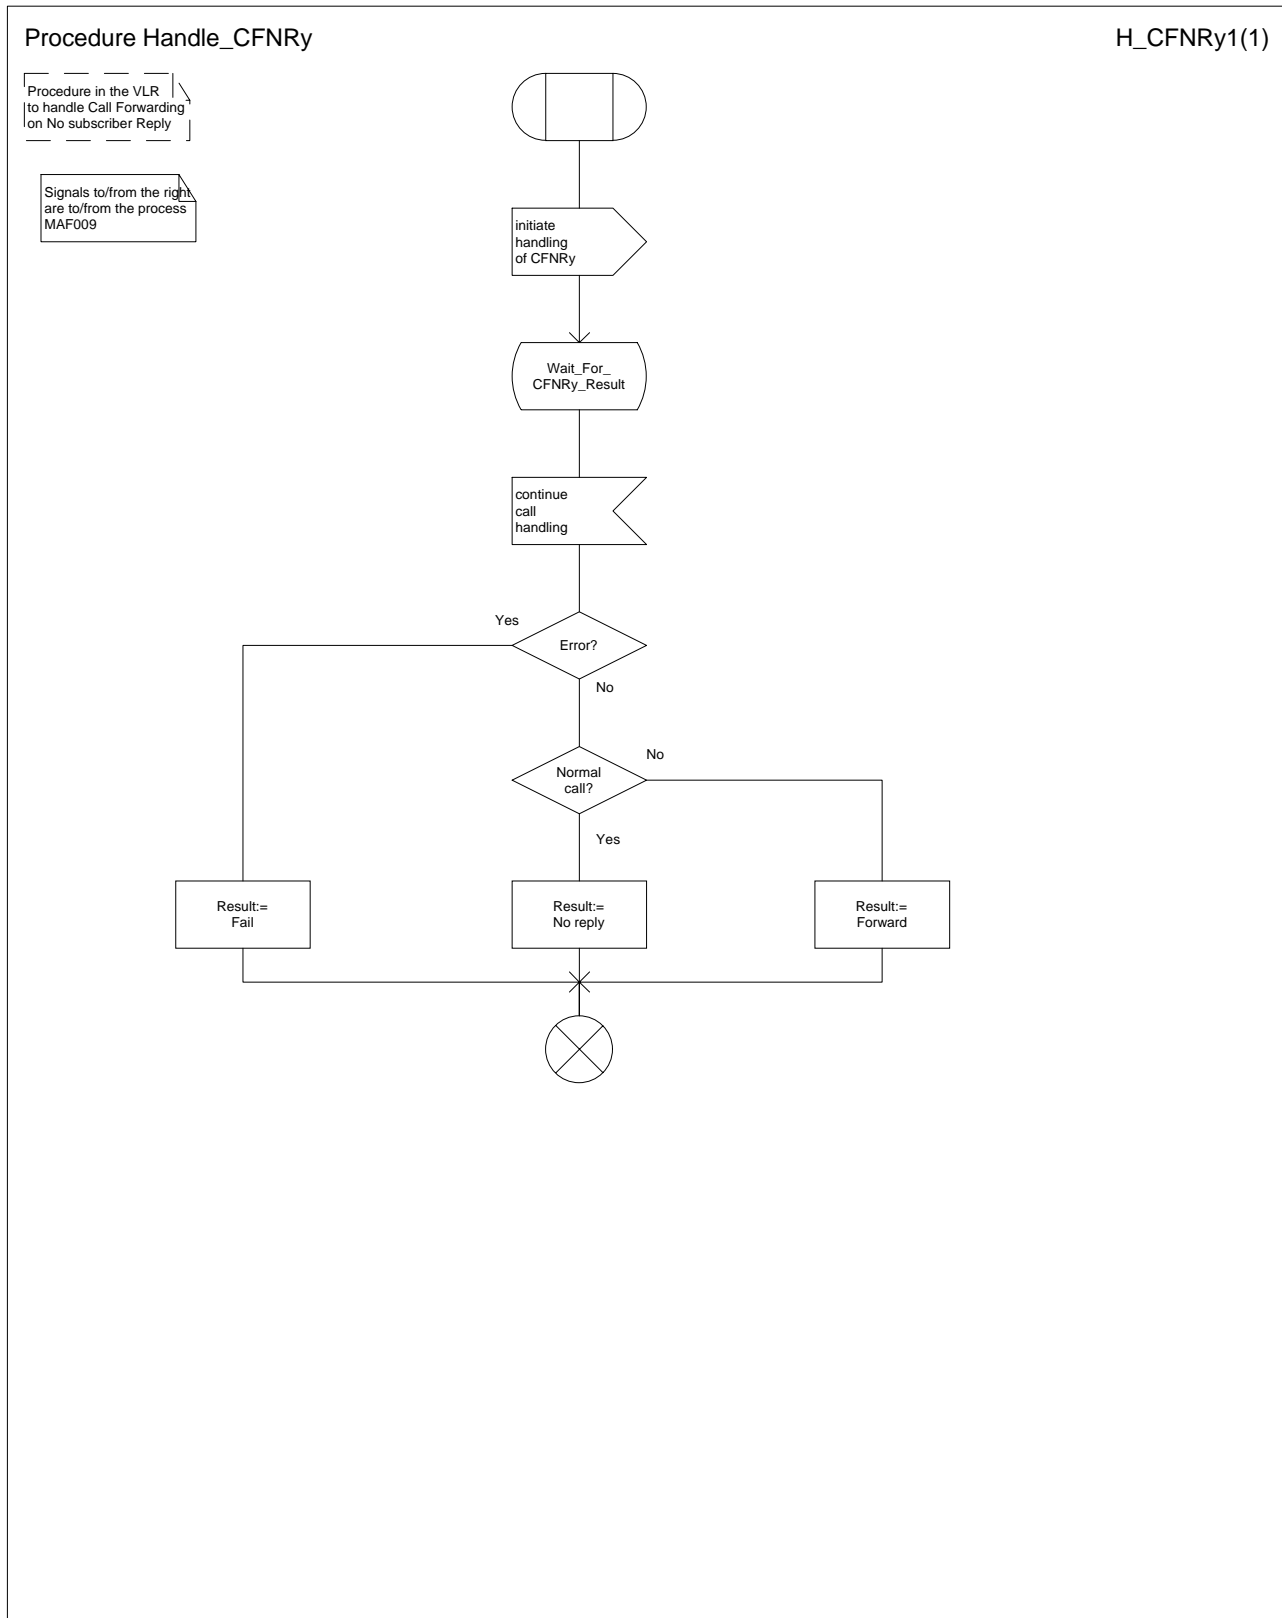 Procedure Handle_CFNRy
H_CFNRy1(1)
Procedure in the VLR
to handle Call Forwarding
on No subscriber Reply
Signals to/from the right
are to/from the process
MAF009
initiate
handling
of CFNRy
Wait_For_
CFNRy_Result
continue
call
handling
Yes
Error?
No
No
Normal
call?
Yes
Result:=
Fail
Result:=
No reply
Result:=
Forward